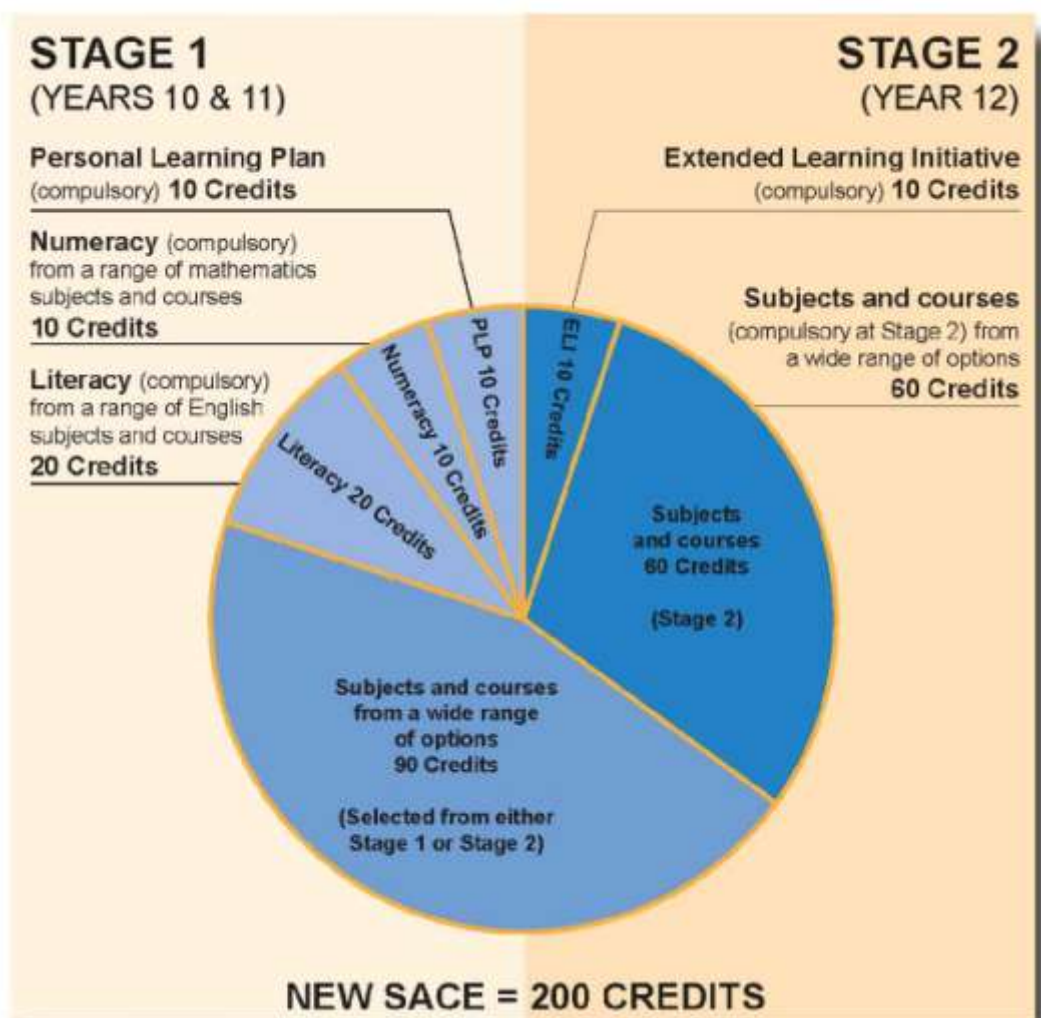 STAGE 1
(YEARS 10 & 11)
Personal Learning Plan
(compulsory) 10 Credits
Numeracy (compulsory)
from a range of mathematics
subjects and courses
10 Credits
Literacy (compulsory)
from a range of English
subjects and courses
20 Credits
STAGE 2
(YEAR 12)
Extended Learning Initiative
(compulsory) 10 Credits
Subjects and courses
(compulsory at Stage 2) from
a wide range of options
60 Credits
Literacy 20 Credits
Numeracy 10 Credits
PLP 10 Credits
ELI 10 Credits
Subjects
and courses
60 Credits
(Stage 2)
Subjects and courses
from a wide range
of options
90 Credits
(Selected from either
Stage 1 or Stage 2)
NEW SACE = 200 CREDITS